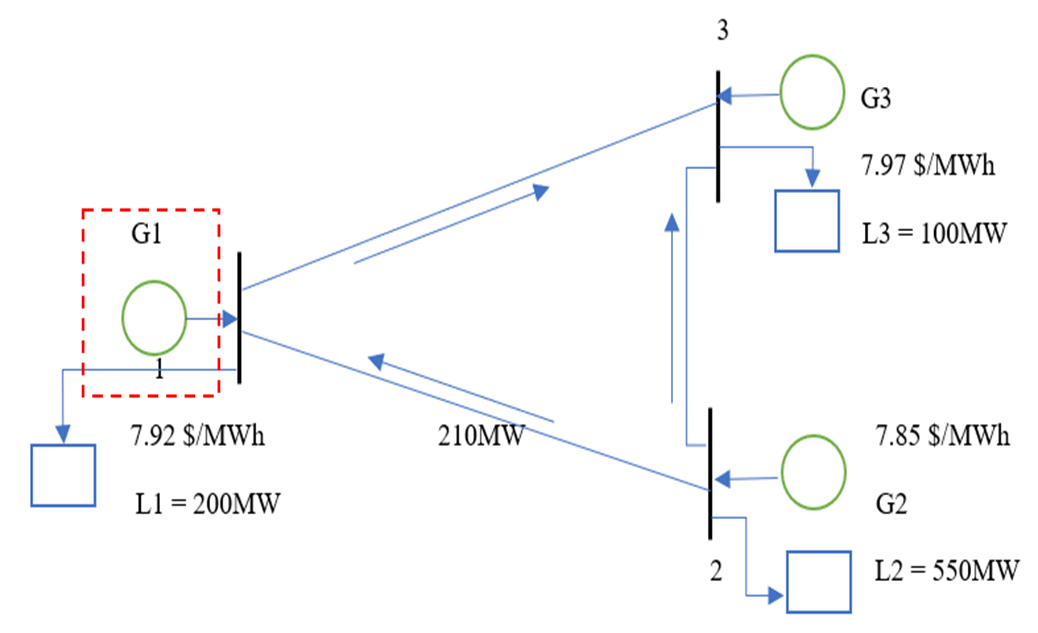 3
G3
7.97 $/MWh
L3 = 100MW
G1
1
7.92 $/MWh
L1 = 200MW
210MW
7.85 $/MWh
G2
2
L2 = 550MW